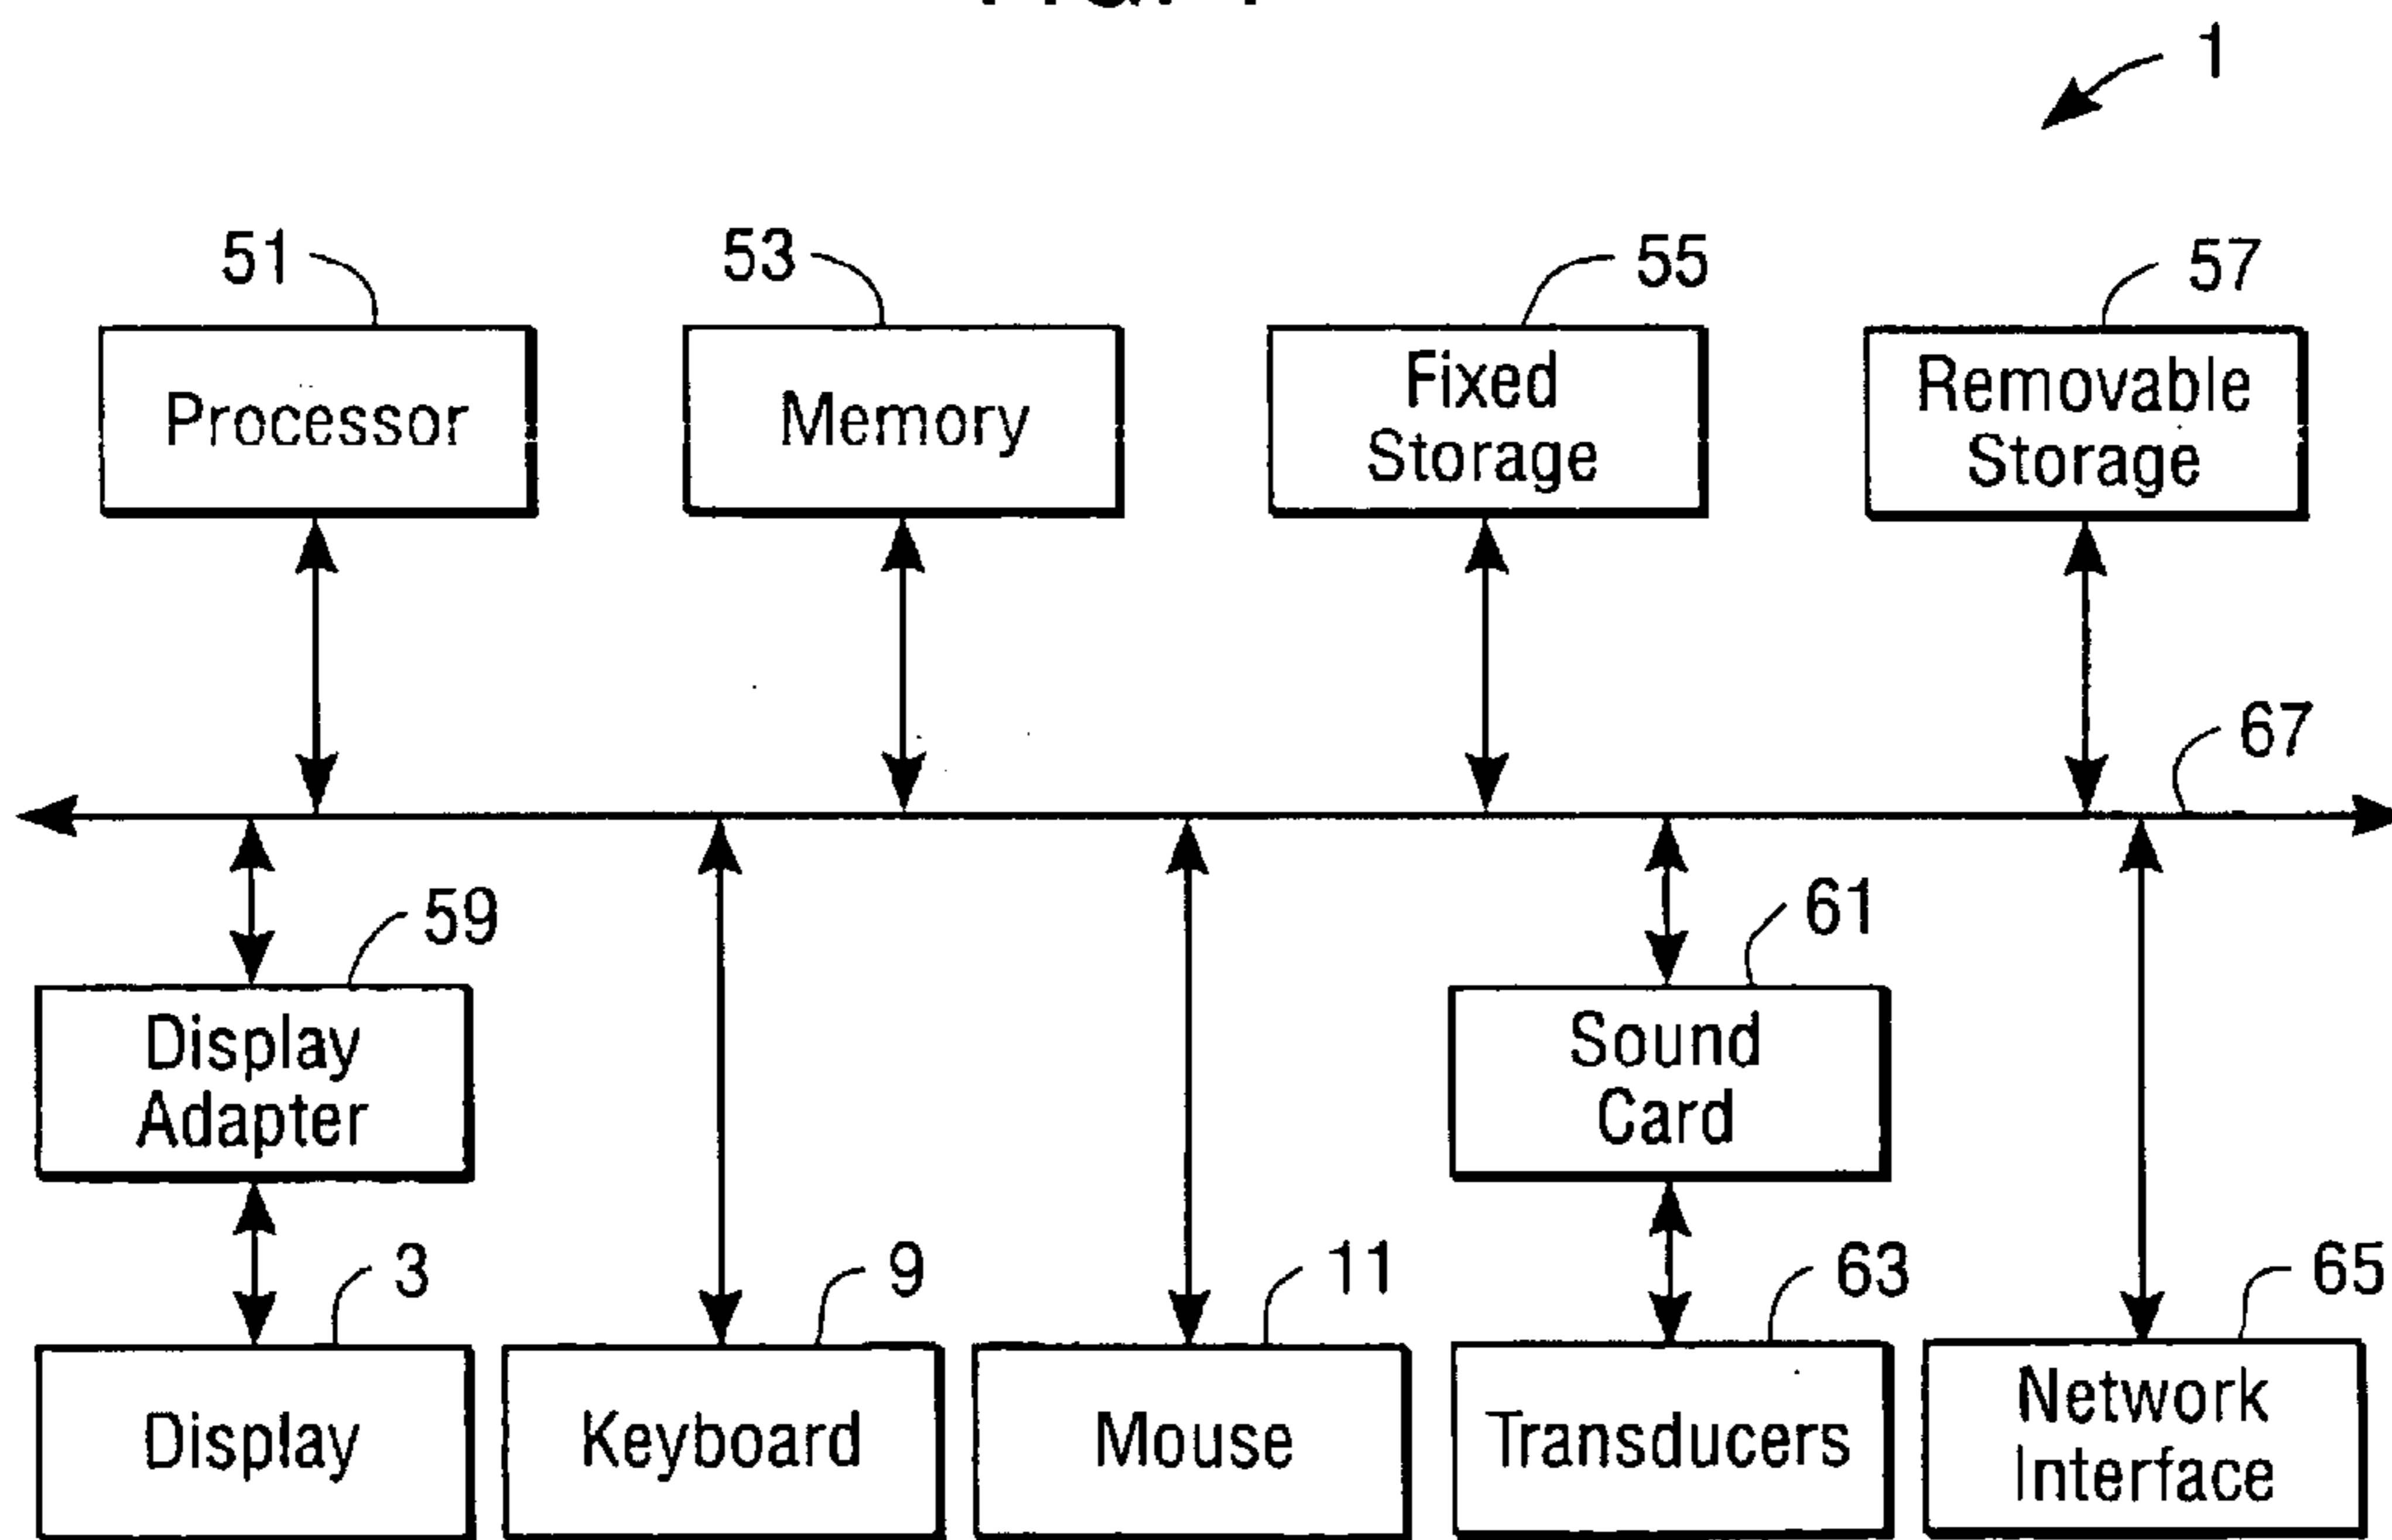 1
51
53
55
57
Processor
Memory
Fixed
Storage
Removable
Storage
67
59
61
Display
Adapter
Sound
Card
3
9
11
63
65
Display
Keyboard
Mouse
Transducers
Network
Interface